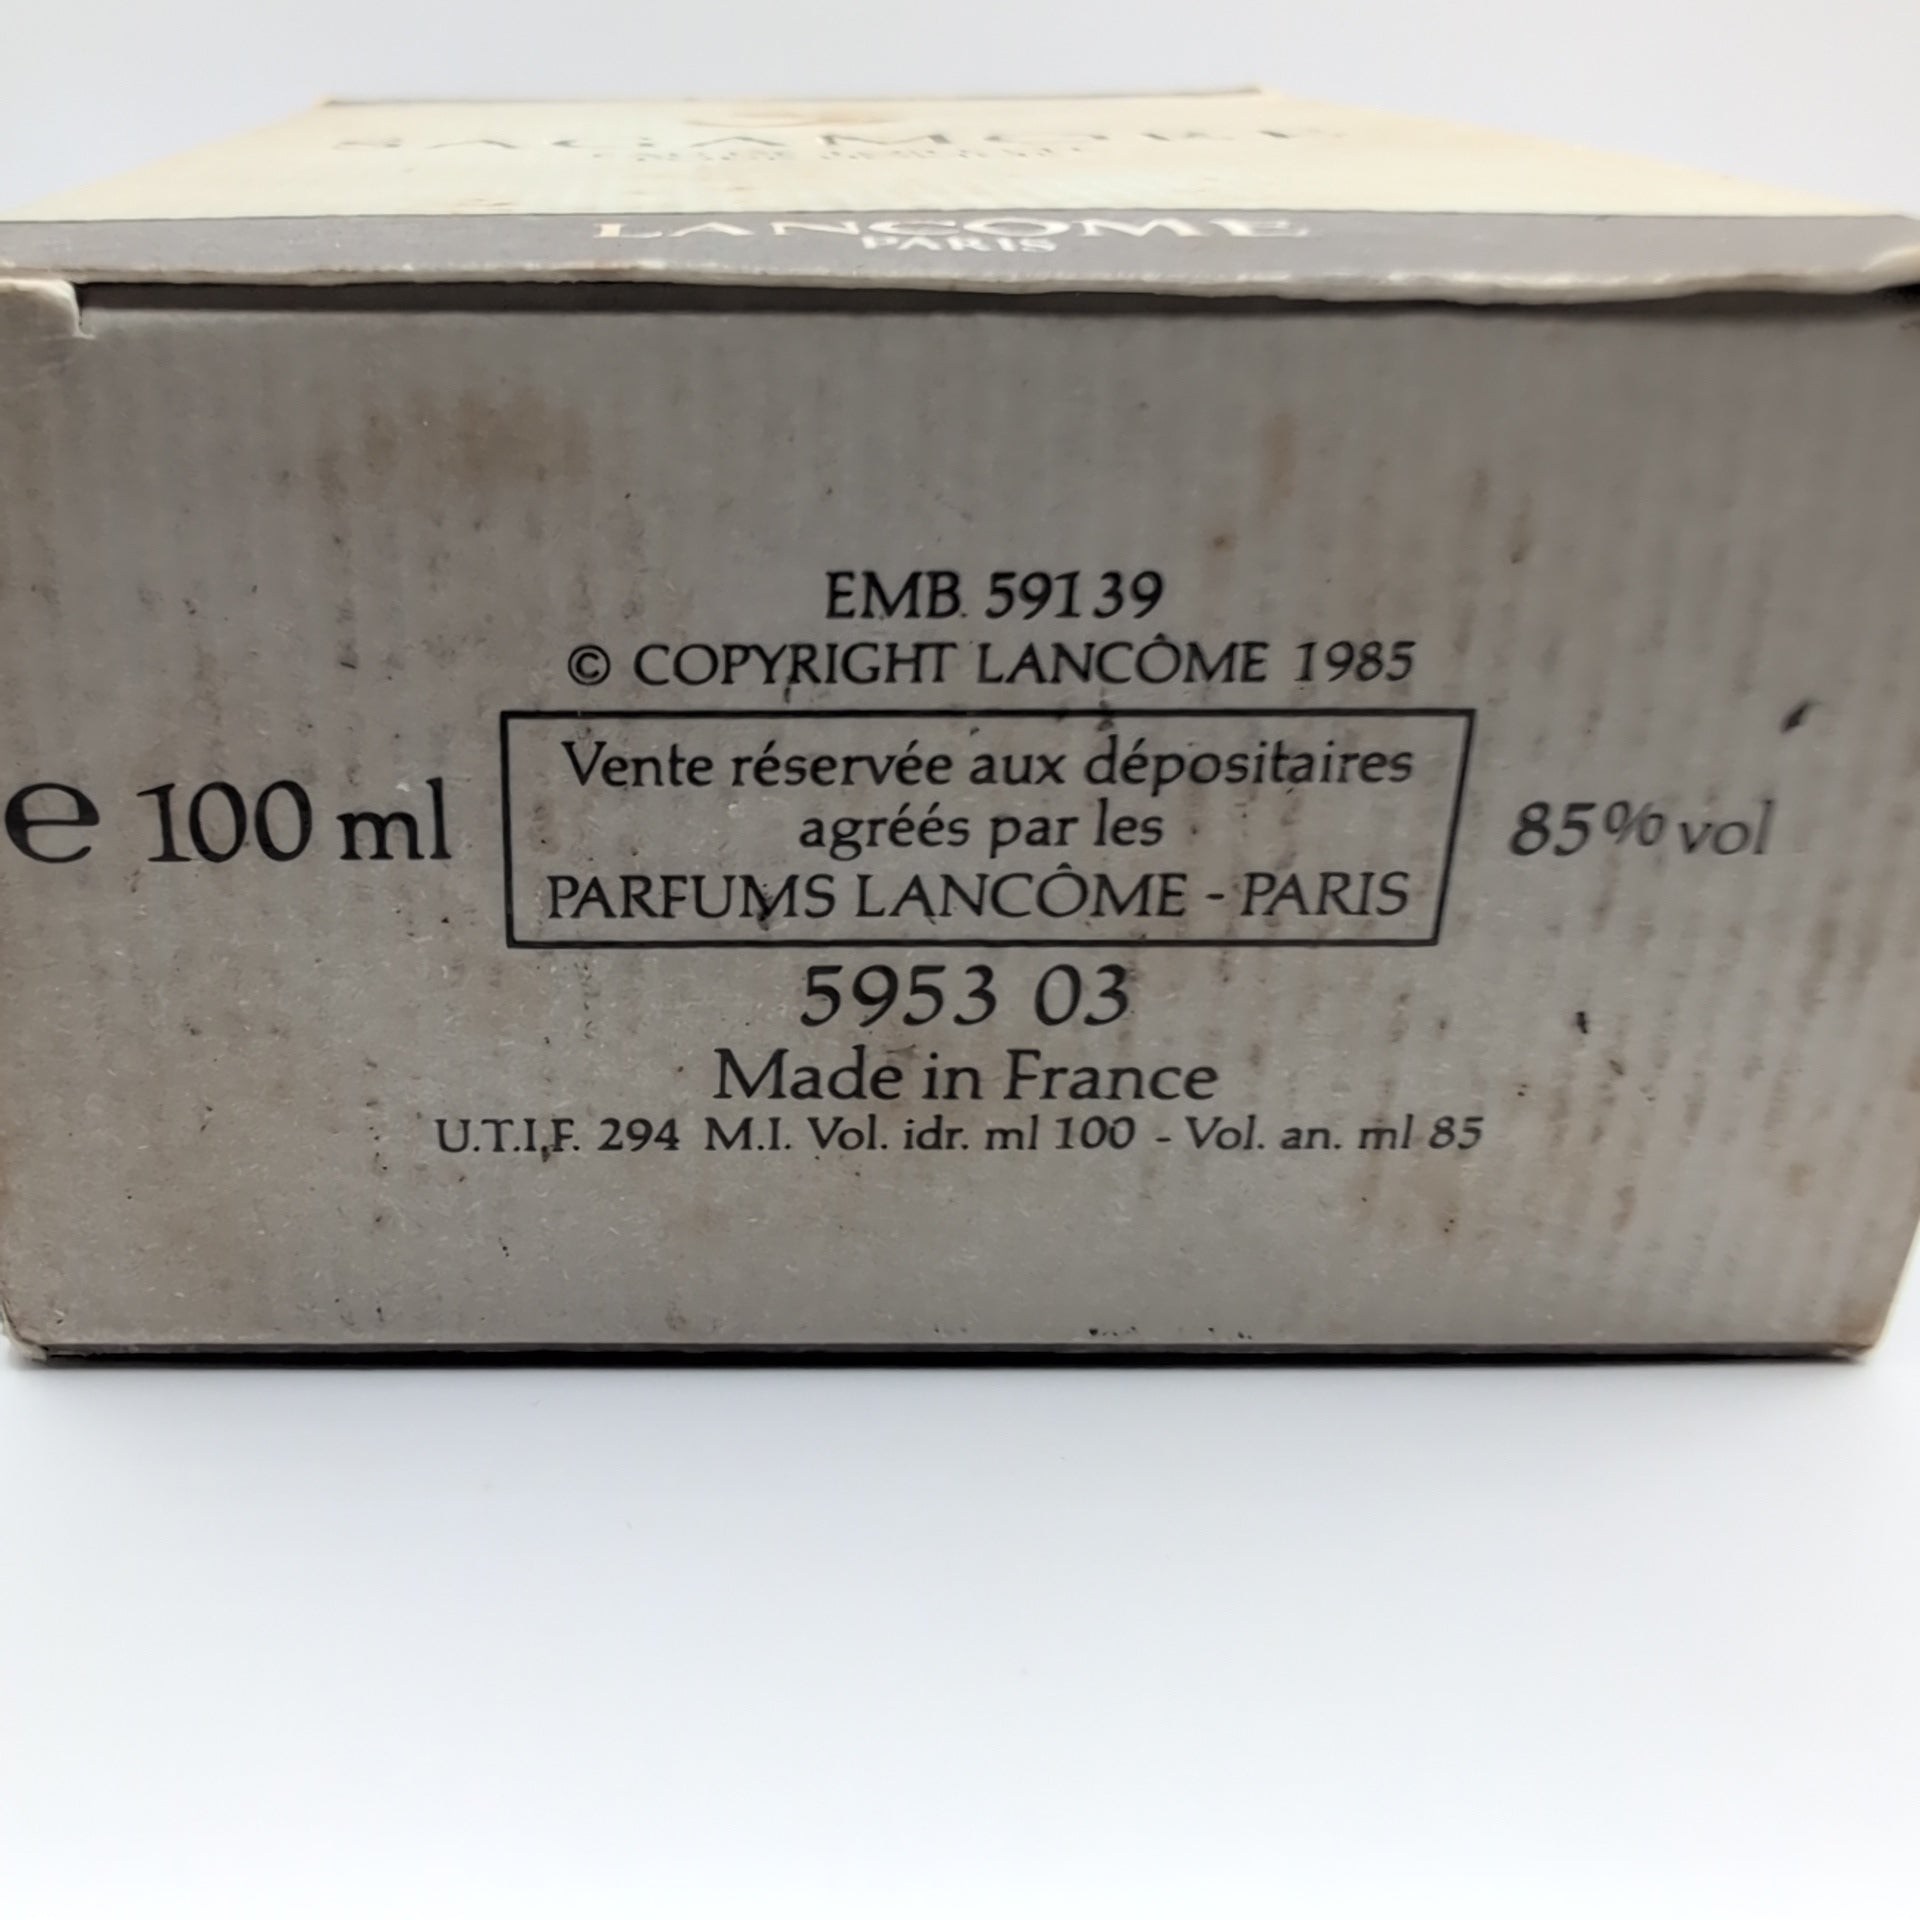 SAGAMORE
LANCOME
PARIS
EMB. 59139
© COPYRIGHT LANCÔME 1985
Vente réservée aux dépositaires
agréés par les
PARFUMS LANCÔME - PARIS
e 100 ml
85% vol
5953 03
Made in France
U.T.I.F. 294 M.I. Vol. idr. ml 100 - Vol. an. ml 85